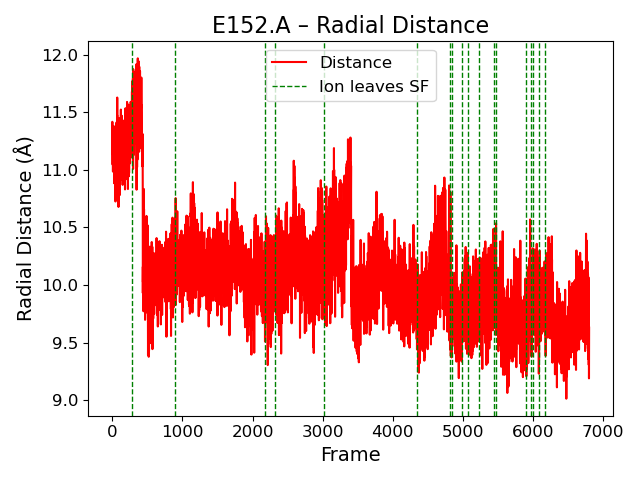 E152.A – Radial Distance
Distance
Ion leaves SF
Radial Distance (Å)
12.0
11.5
11.0
10.5
10.0
9.5
9.0
0 1000 2000 3000 4000 5000 6000 7000
Frame